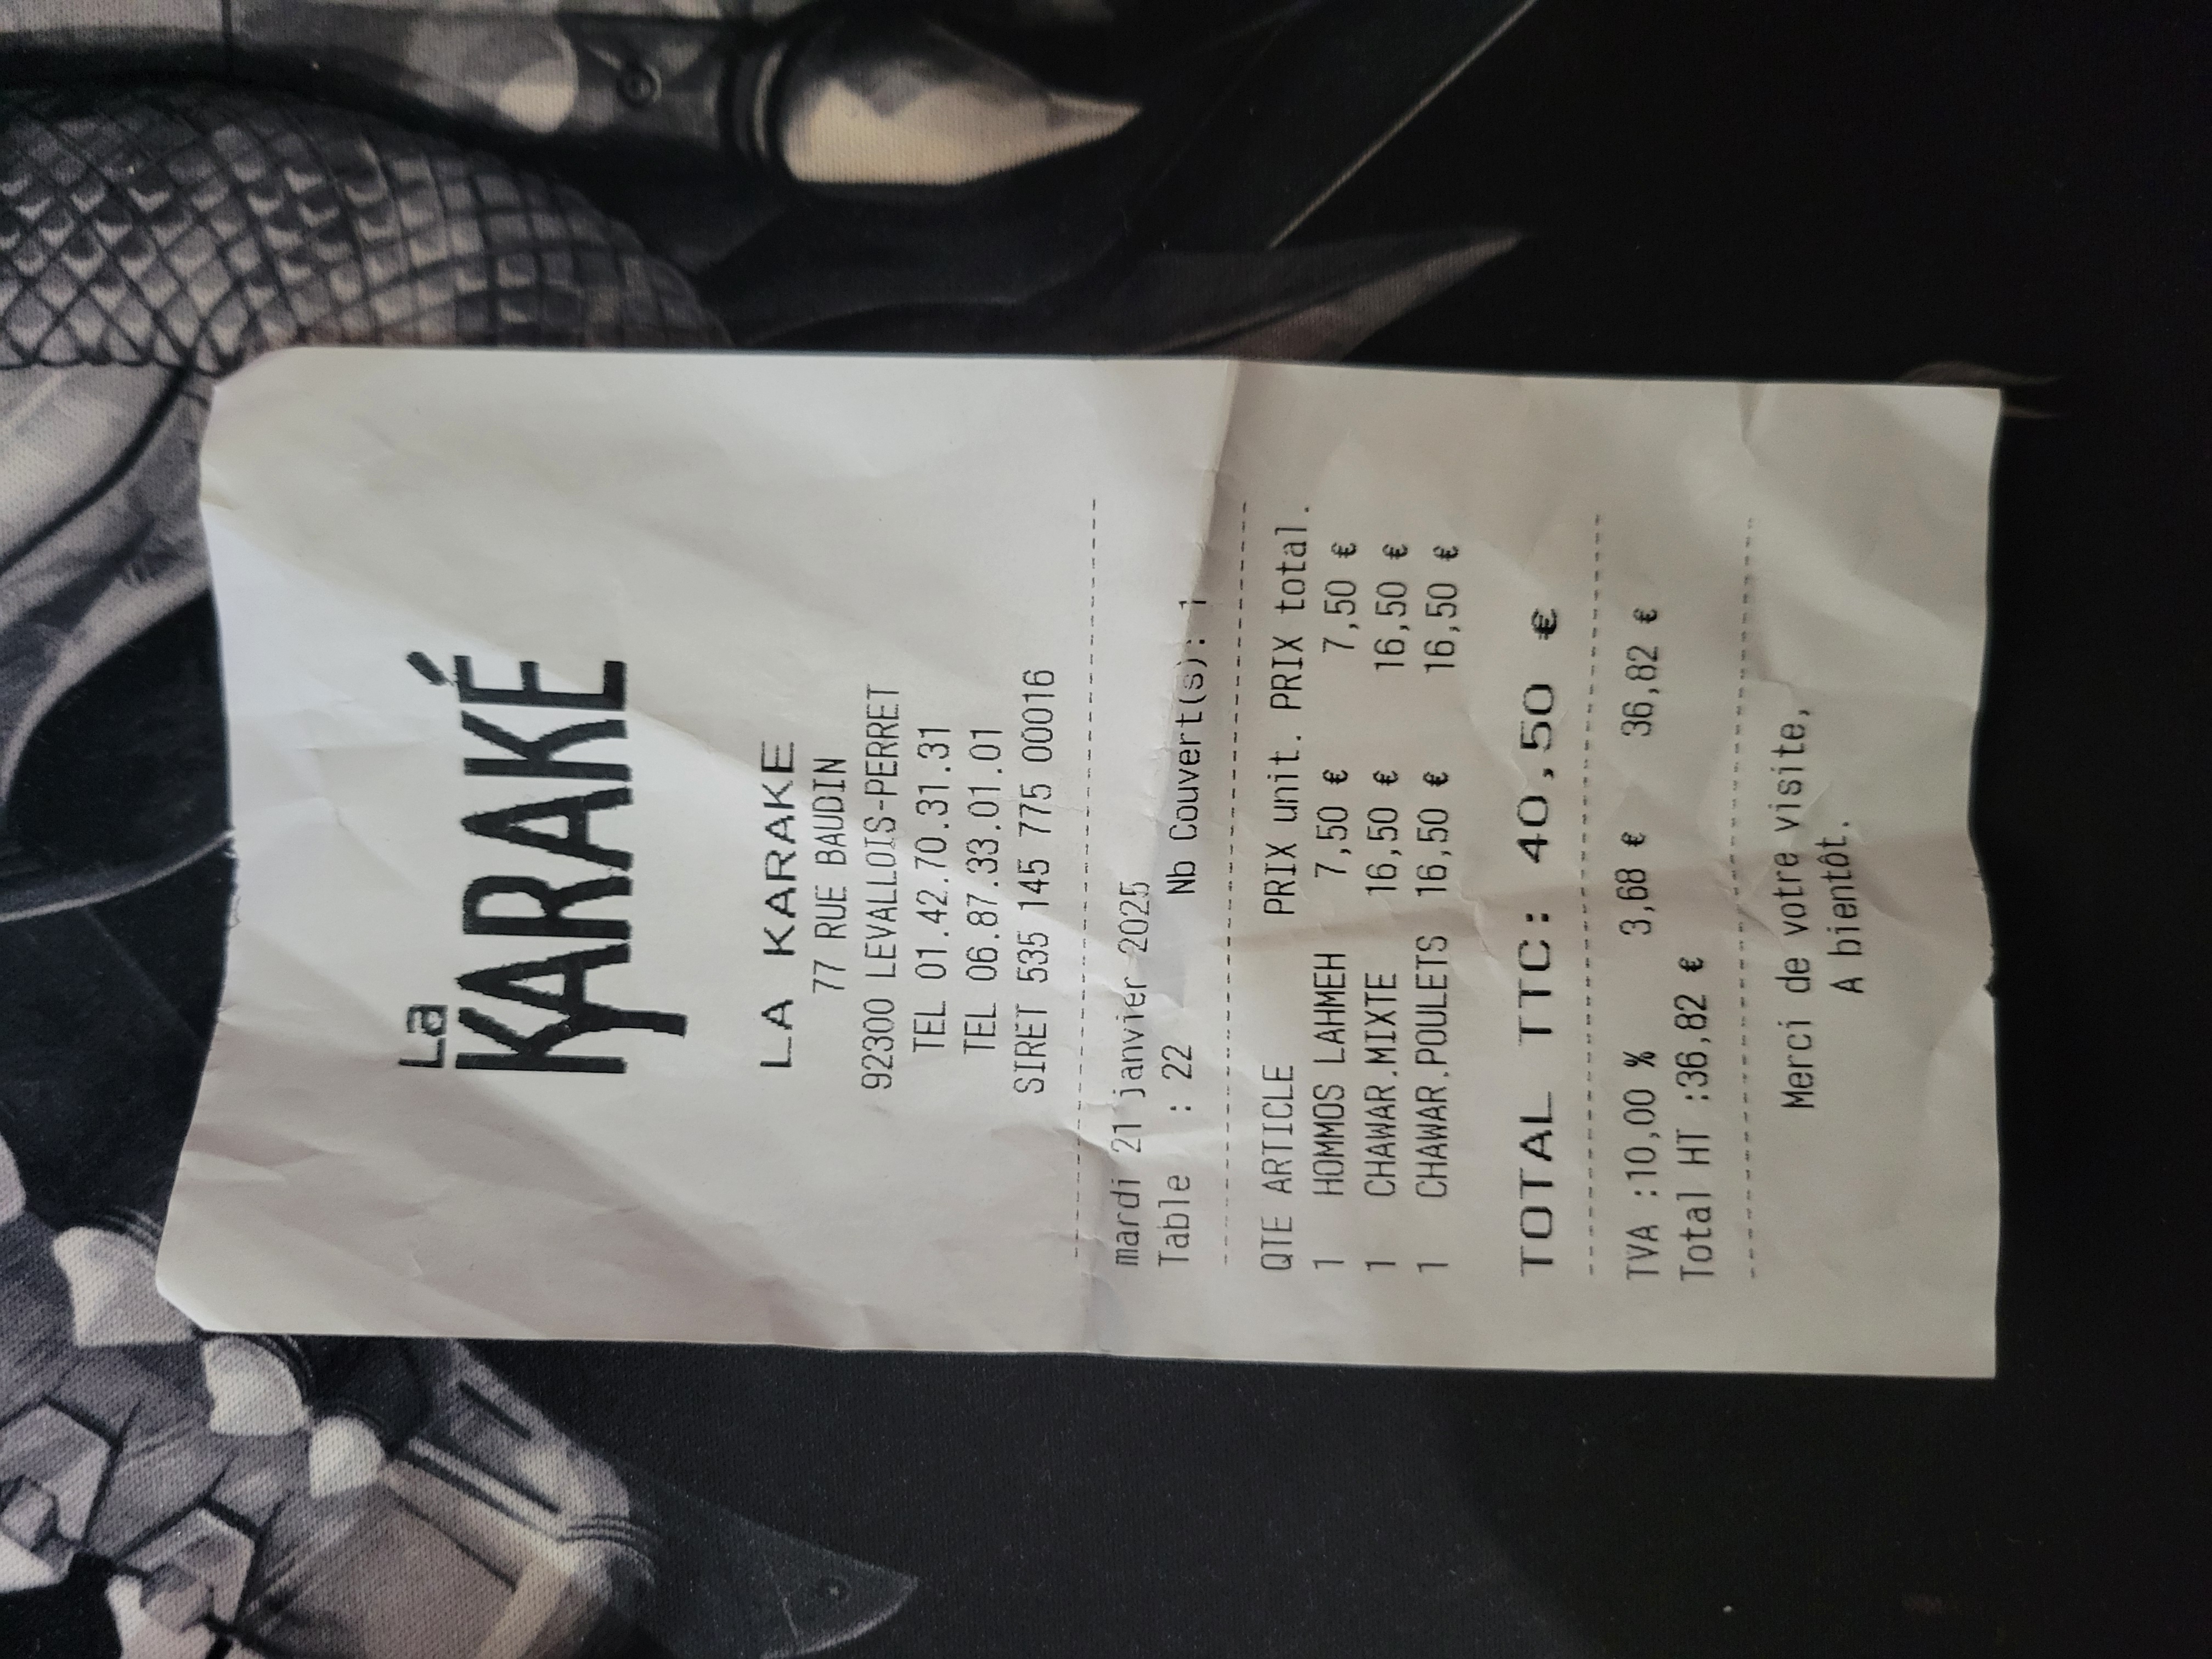 La
KARAKÉ
LA KARAKE
77 RUE BAUDIN
92300 LEVALLOIS-PERRET
TEL 01.42.70.31.31
TEL 06.87.33.01.01
SIRET 535 145 775 00016
mardi 21 janvier 2025
Table : 22 Nb Couvert(s): 1
QTE ARTICLE PRIX unit. PRIX total.
1 HOMMOS LAHMEH 7,50 € 7,50 €
1 CHAWAR.MIXTE 16,50 € 16,50 €
1 CHAWAR.POULETS 16,50 € 16,50 €
TOTAL TTC: 40,50 €
TVA :10,00 % 3,68 € 36,82 €
Total HT :36,82 €
Merci de votre visite,
A bientôt.